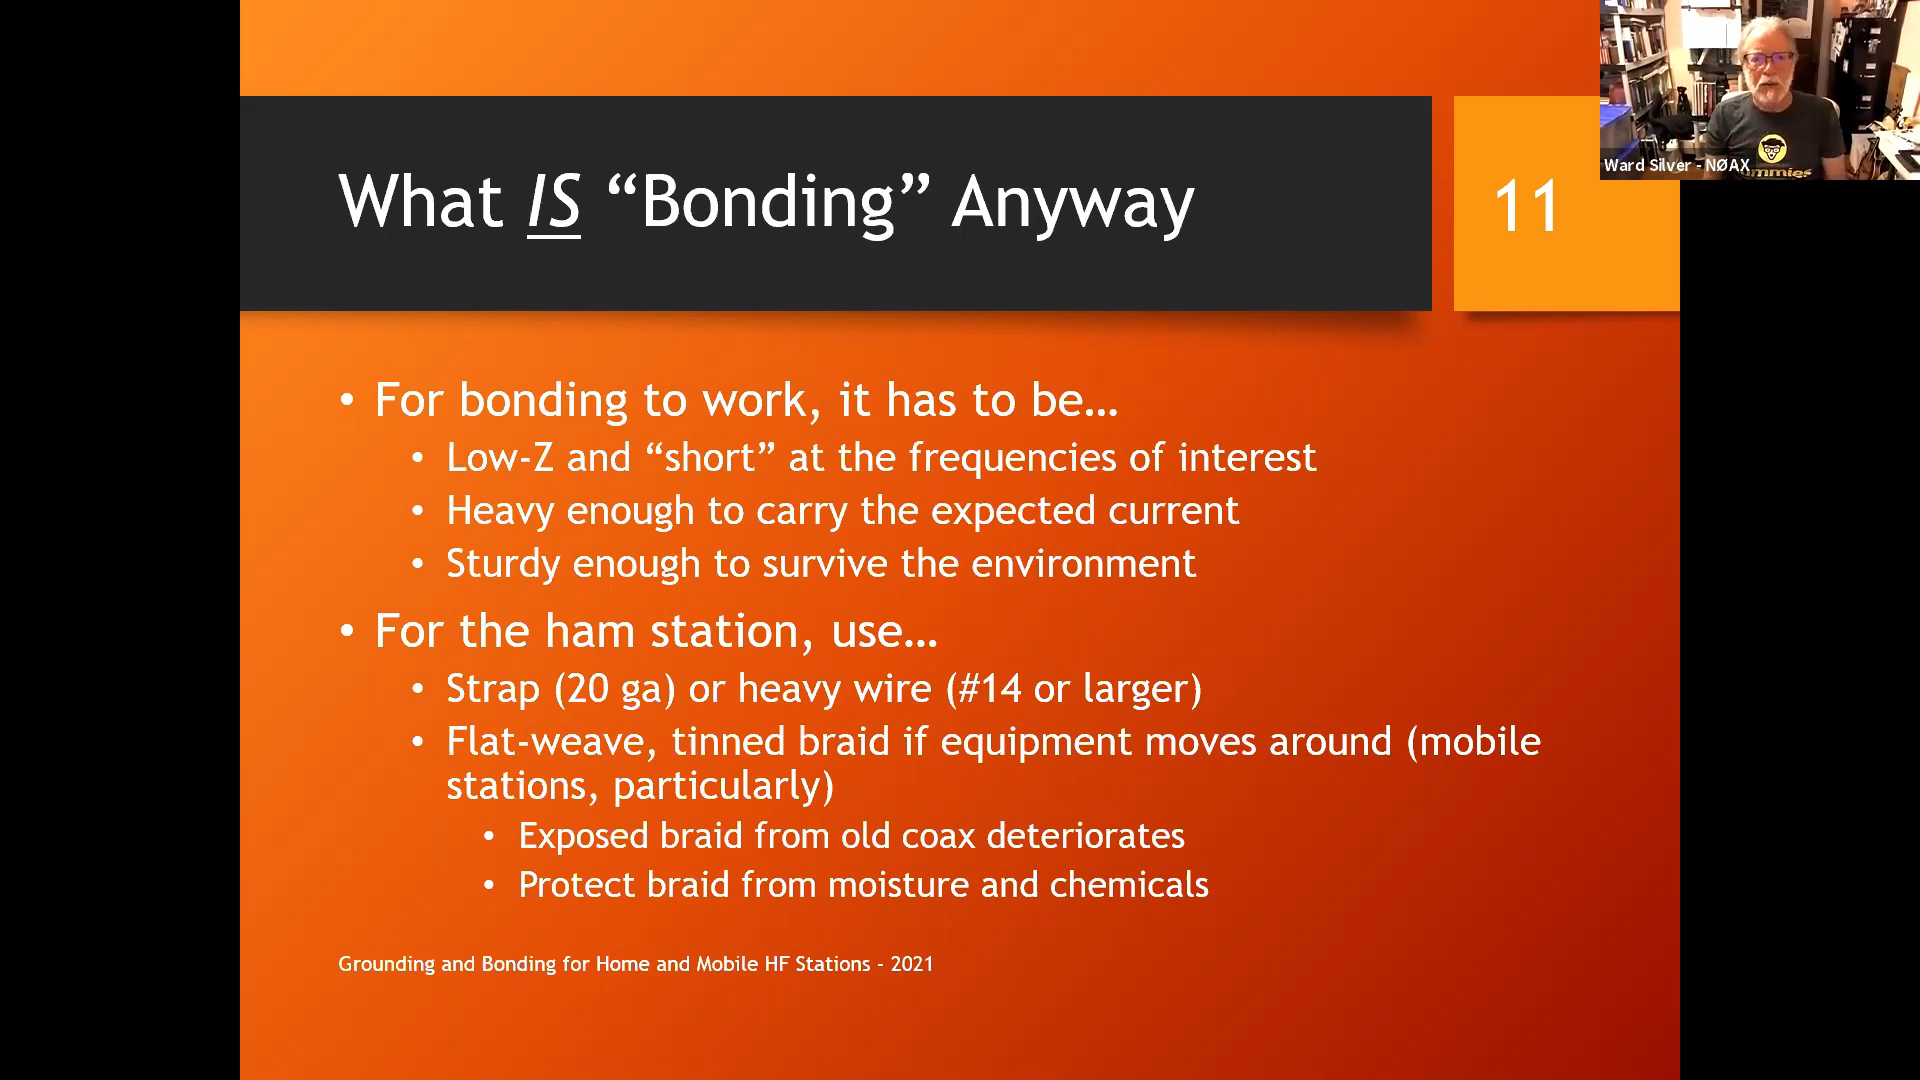 What IS “Bonding” Anyway
11
Ward Silver - NØAX
• For bonding to work, it has to be…
• Low-Z and “short” at the frequencies of interest
• Heavy enough to carry the expected current
• Sturdy enough to survive the environment
• For the ham station, use…
• Strap (20 ga) or heavy wire (#14 or larger)
• Flat-weave, tinned braid if equipment moves around (mobile
stations, particularly)
• Exposed braid from old coax deteriorates
• Protect braid from moisture and chemicals
Grounding and Bonding for Home and Mobile HF Stations - 2021